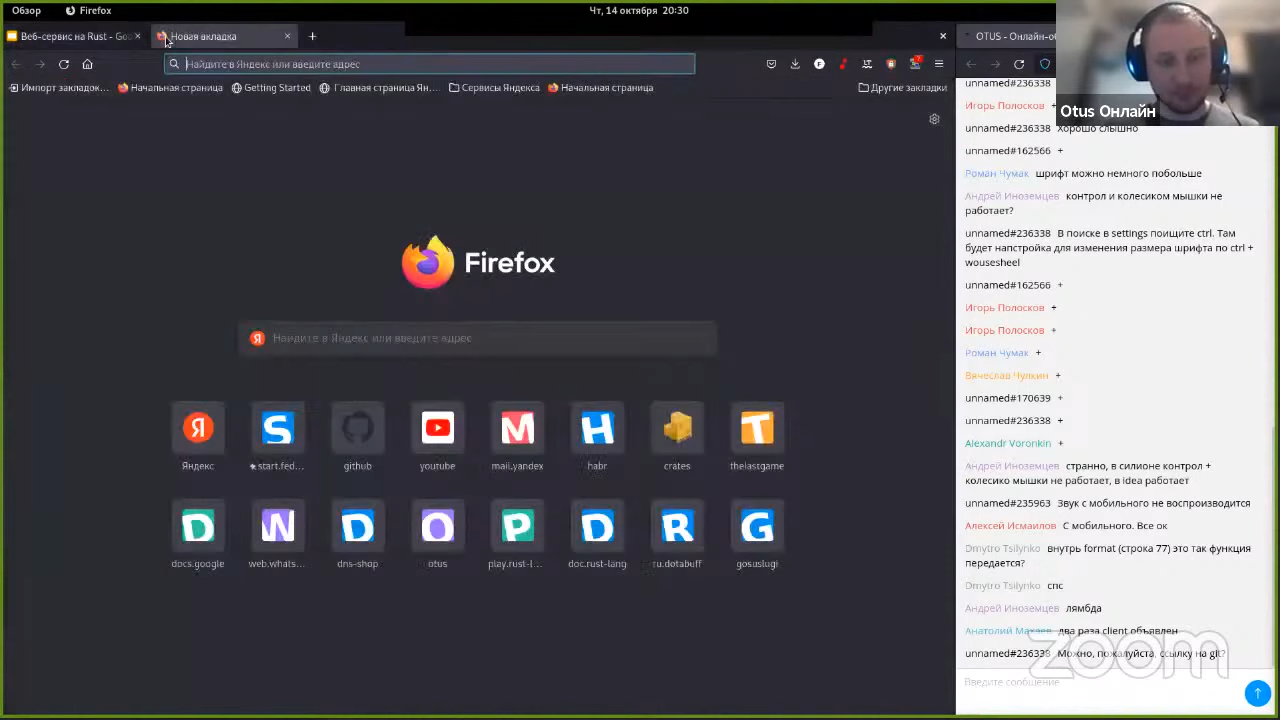 Обзор
Firefox
Чт, 14 октября 20:30
Веб-сервис на Rust - Goo
Новая вкладка
OTUS - Онлайн-об
Найдите в Яндекс или введите адрес
Импорт закладок...
Начальная страница
Getting Started
Главная страница Ян...
Сервисы Яндекса
Начальная страница
Другие закладки
Firefox
Найдите в Яндекс или введите адрес
Яндекс
start.fed...
github
youtube
mail.yandex
habr
crates
thelastgame
docs.google
web.whats...
dns-shop
otus
play.rust-l...
doc.rust-lang
ru.dotabuff
gosuslugi
Otus Онлайн
unnamed#236338
Игорь Полосков +
unnamed#236338 Хорошо слышно
unnamed#162566 +
Роман Чумак шрифт можно немного побольше
Андрей Иноземцев контрол и колесиком мышки не
работает?
unnamed#236338 В поиске в settings поищите ctrl. Там
будет напстройка для изменения размера шрифта по ctrl +
wousesheel
unnamed#162566 +
Игорь Полосков +
Игорь Полосков +
Роман Чумак +
Вячеслав Чулкин +
unnamed#170639 +
unnamed#236338 +
Alexandr Voronkin +
Андрей Иноземцев странно, в силионе контрол +
колесико мышки не работает, в idea работает
unnamed#235963 Звук с мобильного не воспроизводится
Алексей Исмаилов С мобильного. Все ок
Dmytro Tsilynko внутрь format (строка 77) это так функция
передается?
Dmytro Tsilynko спс
Андрей Иноземцев лямбда
Анатолий Махаев два раза client объявлен
unnamed#236338 Можно, пожалуйста, ссылку на git?
Введите сообщение
zoom